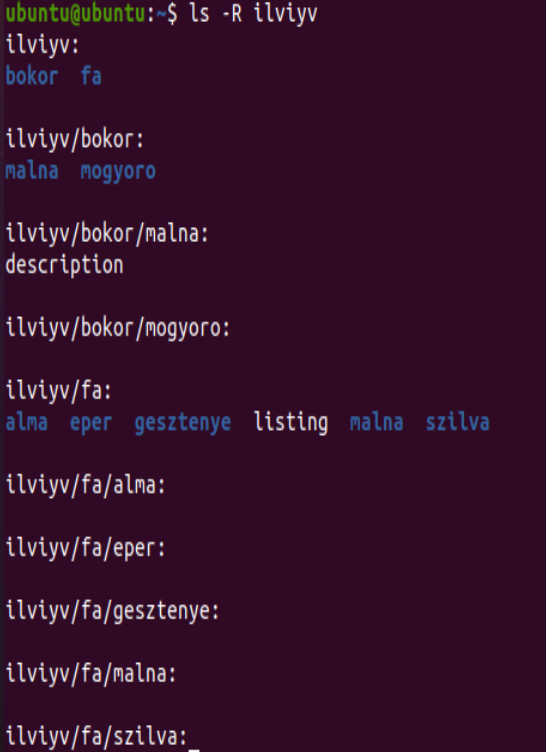 ubuntu@ubuntu:~$ ls -R ilviyv
ilviyv:
bokor  fa

ilviyv/bokor:
malna  mogyoro

ilviyv/bokor/malna:
description

ilviyv/bokor/mogyoro:

ilviyv/fa:
alma  eper  gesztenye  listing  malna  szilva

ilviyv/fa/alma:

ilviyv/fa/eper:

ilviyv/fa/gesztenye:

ilviyv/fa/malna:

ilviyv/fa/szilva: